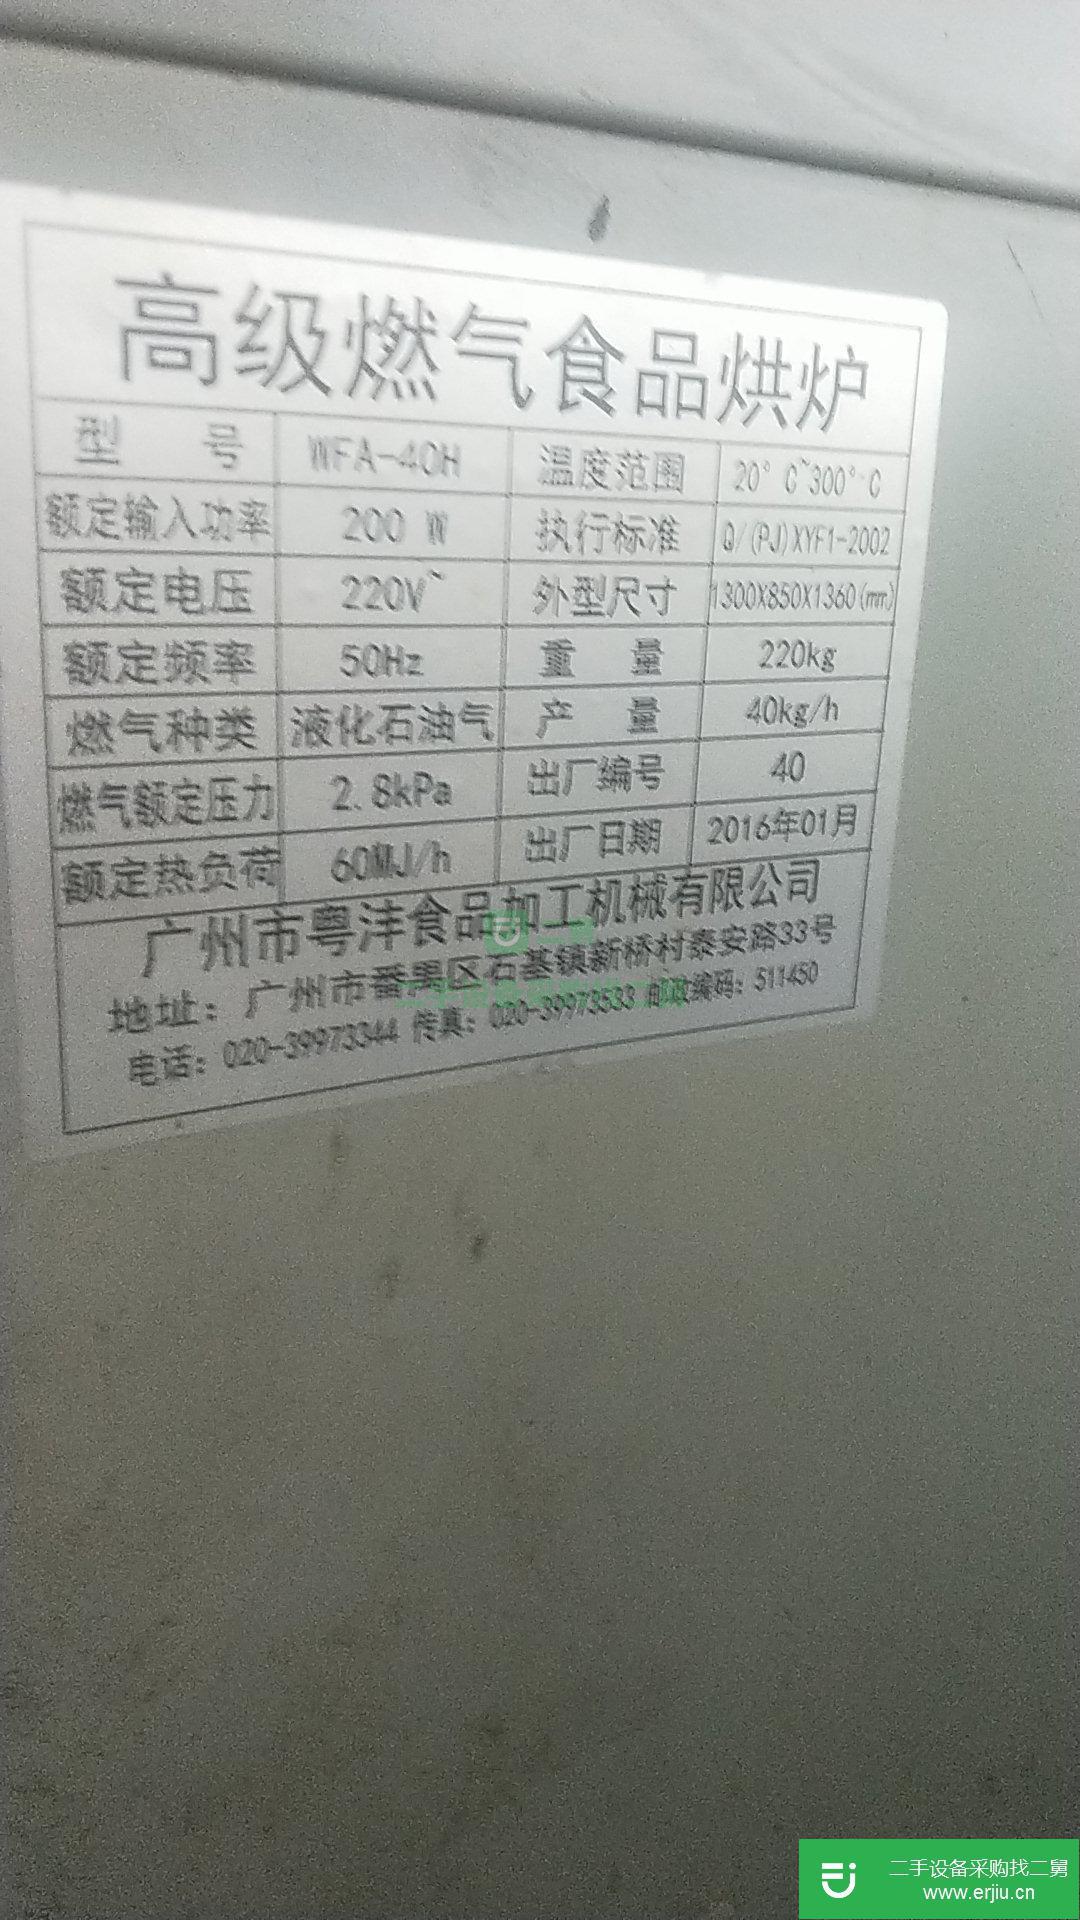 高级燃气食品烘炉
型 号 WFA-40H 温度范围 20°C~300°C
额定输入功率 200 W 执行标准 Q/(PJ)XYF1-2002
额定电压 220V~ 外型尺寸 1300X850X1360(mm)
额定频率 50Hz 重 量 220kg
燃气种类 液化石油气 产 量 40kg/h
燃气额定压力 2.8kPa 出厂编号 40
额定热负荷 60MJ/h 出厂日期 2016年01月
广州市粤沣食品加工机械有限公司
地址：广州市番禺区石基镇新桥村泰安路33号
电话：020-39973344 传真：020-39973533 邮政编码：511450
二手设备采购找二舅
www.erjiu.cn